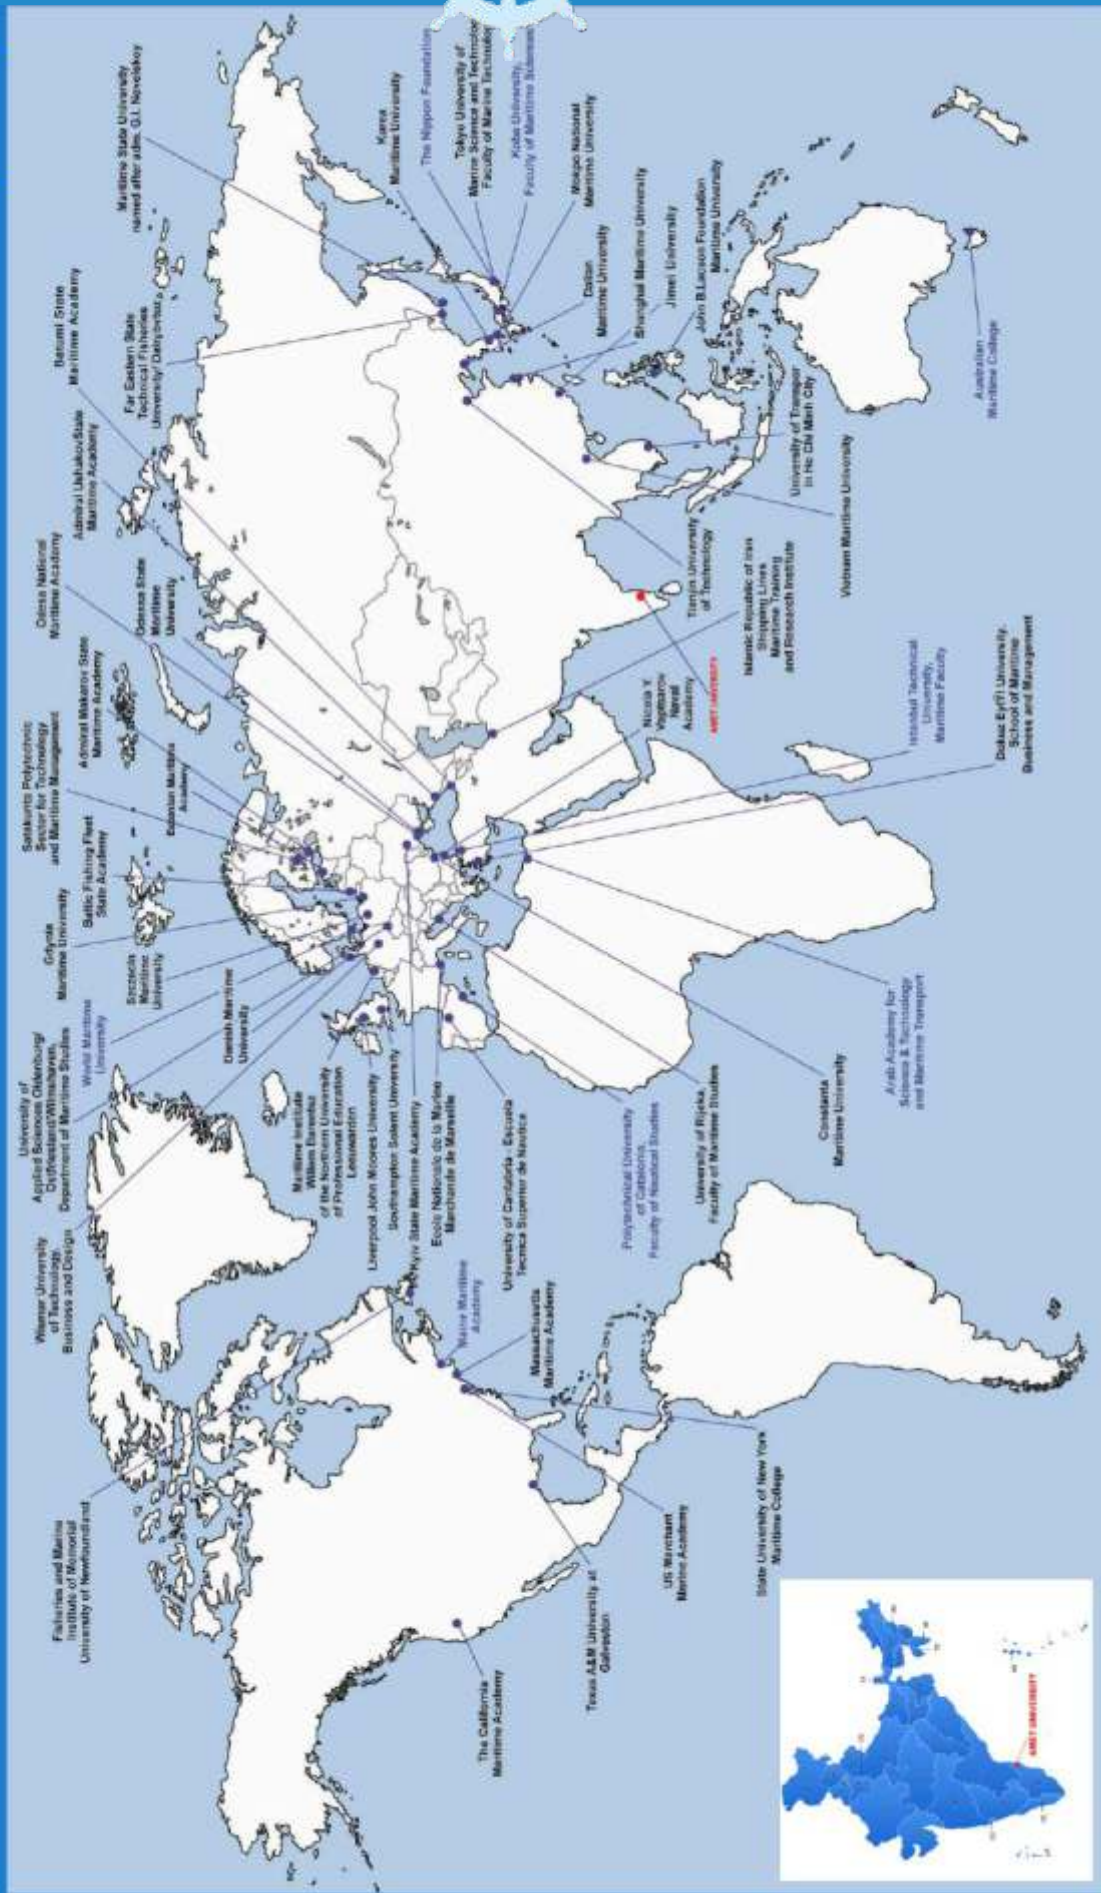 Fisheries and Marine
Institute of Memorial
University of Newfoundland
Wismar University
of Technology,
Business and Design
University of
Applied Sciences Oldenburg/
Ostfriesland/Wilmshaven,
Department of Maritime Studies
World Maritime
University
Szczecin
Maritime
University
Gdynia
Maritime University
Baltic Fishing Fleet
State Academy
Satakunta Polytechnic
Sector for Technology
and Maritime Management
Estonian Maritime
Academy
Admiral Makarov State
Maritime Academy
Odessa State
Maritime
University
Odessa National
Maritime Academy
Admiral Ushakov State
Maritime Academy
Batumi State
Maritime Academy
Far Eastern State
Technical Fisheries
University/
Maritime State University
named after adm. G.I. Nevelskoy
Korea
Maritime University
The Nippon Foundation
Tokyo University of
Marine Science and Technology
Faculty of Marine Technology
Kobe University,
Faculty of Maritime Sciences
Mokpo National
Maritime University
Dalian
Maritime University
Shanghai Maritime University
Jimei University
John B.Lacson Foundation
Maritime University
Australian
Maritime College
University of Transport
in Ho Chi Minh City
Vietnam Maritime University
Tianjin University
of Technology
Islamic Republic of Iran
Shipping Lines
Maritime Training
and Research Institute
AMET UNIVERSITY
Nicola Y.
Vaptsarov
Naval
Academy
Istanbul Technical
University,
Maritime Faculty
Dokuz University,
School of Maritime
Business and Management
Danish Maritime
University
Maritime Institute
Willem Barentsz
of the Northern University
of Professional Education
Leeuwarden
Liverpool John Moores University
Southampton Solent University
Kyiv State Maritime Academy
Ecole Nationale de la Marine
Marchande de Marseille
University of Cantabria - Escuela
Tecnica Superior de Nautica
Polytechnical University
of Catalonia,
Faculty of Nautical Studies
University of Rijeka,
Faculty of Maritime Studies
Constanta
Maritime University
Arab Academy for
Science & Technology
and Maritime Transport
Maine Maritime
Academy
Massachusetts
Maritime Academy
State University of New York
Maritime College
US Merchant
Marine Academy
Texas A&M University at
Galveston
The California
Maritime Academy
AMET UNIVERSITY